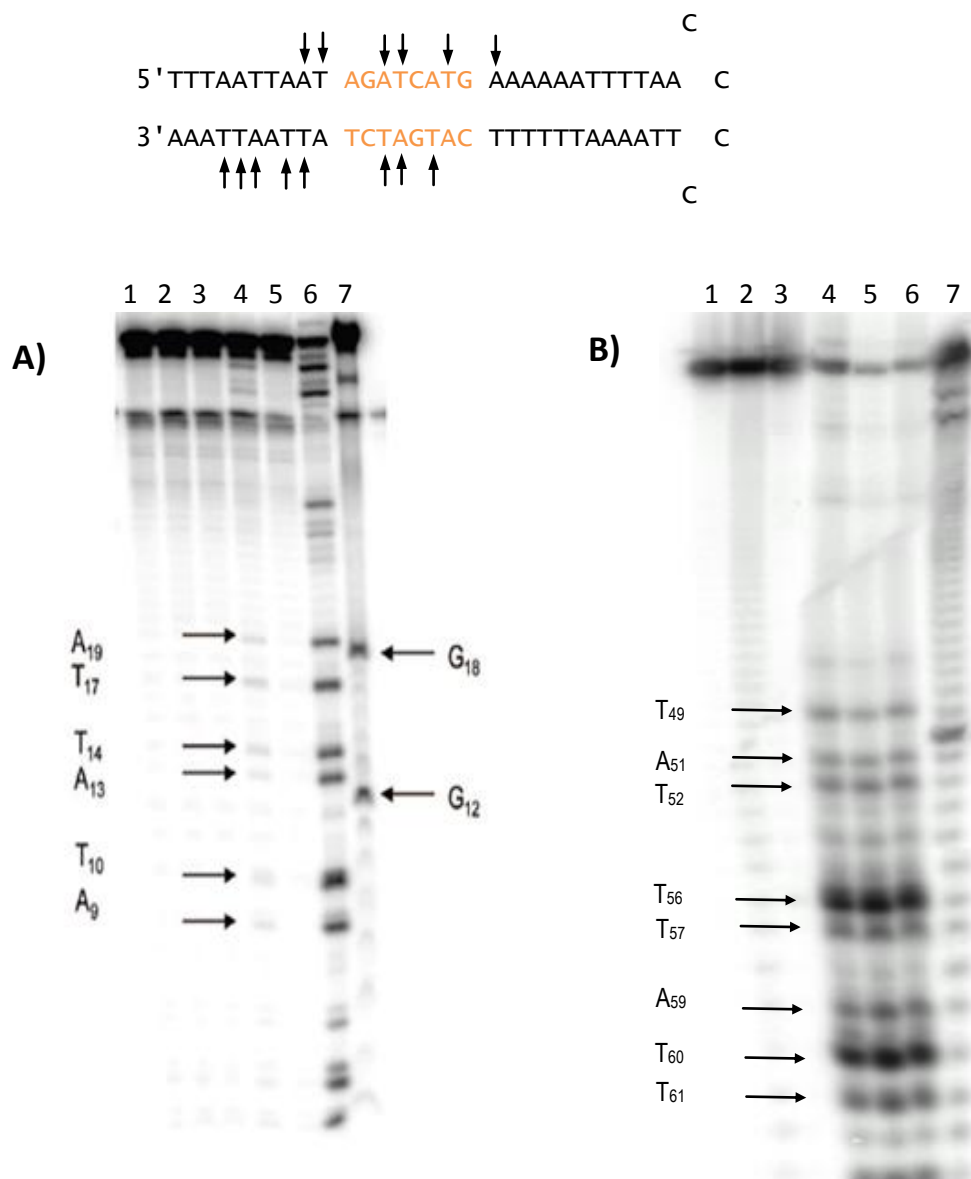 C
5'TTTAATTAAT AGATCATG AAAAAATTTTAA C
3'AAATTAATTA TCTAGTAC TTTTTTAAAATT C
C
1 2 3 4 5 6 7
A)
A19
T17
T14
A13
T10
A9
G18
G12
1 2 3 4 5 6 7
B)
T49
A51
T52
T56
T57
A59
T60
T61